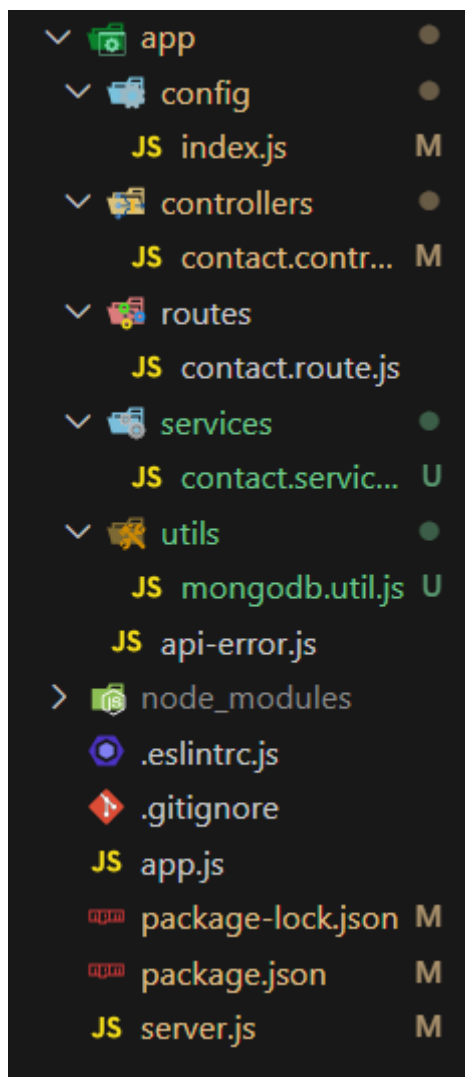 app
config
JS index.js M
controllers
JS contact.contr... M
routes
JS contact.route.js
services
JS contact.servic... U
utils
JS mongodb.util.js U
JS api-error.js
node_modules
.eslintrc.js
.gitignore
JS app.js
package-lock.json M
package.json M
JS server.js M